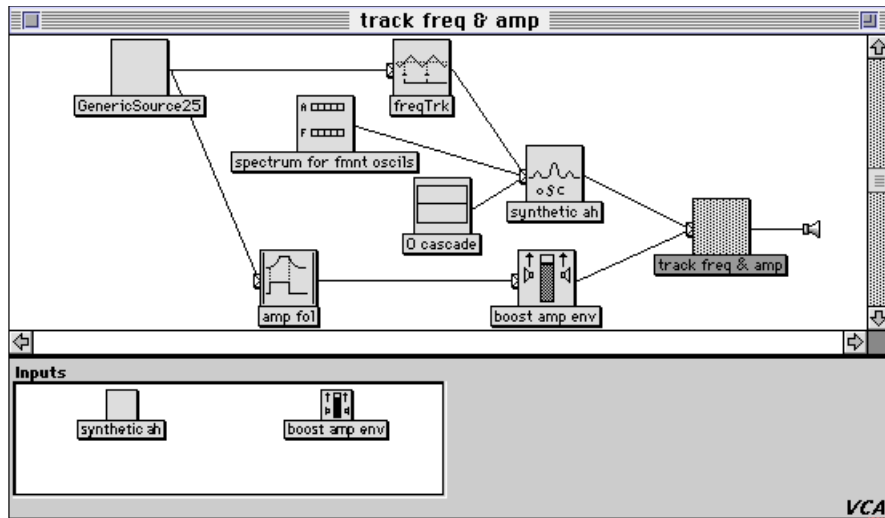 track freq & amp
GenericSource25
freqTrk
A
F
spectrum for fmnt oscils
OSC
synthetic ah
O cascade
track freq & amp
amp fol
boost amp env
Inputs
synthetic ah
boost amp env
VCA